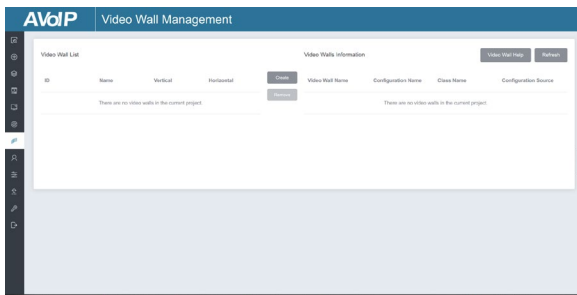 AVoIP Video Wall Management
Video Wall List
Video Walls Information
Video Wall Help
Refresh
ID Name Vertical Horizontal
Create
Video Wall Name Configuration Name Class Name Configuration Source
Remove
There are no video walls in the current project
There are no video walls in the current project